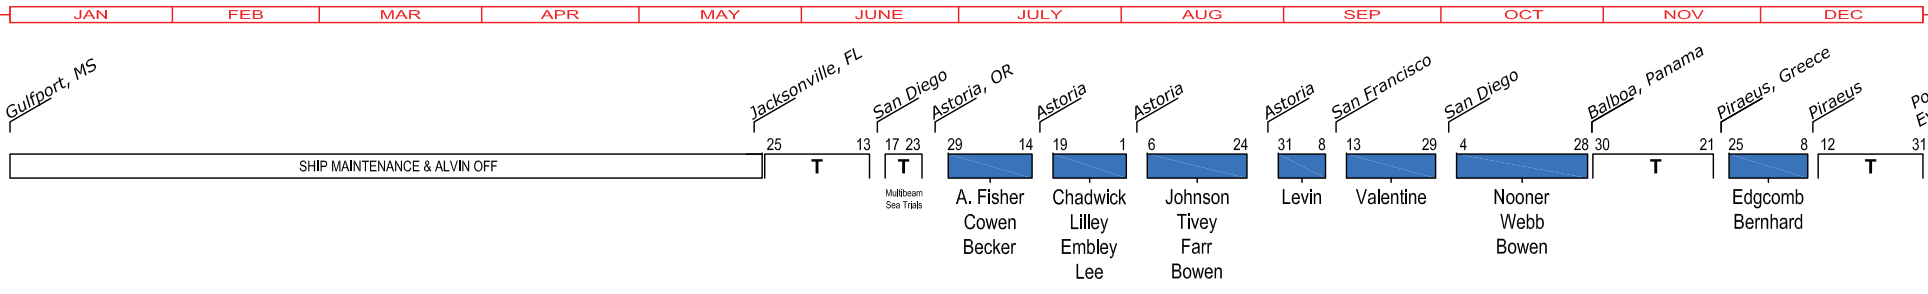 JAN FEB MAR APR MAY JUNE JULY AUG SEP OCT NOV DEC
Gulfport, MS Jacksonville, FL San Diego Astoria, OR Astoria Astoria Astoria San Francisco San Diego Balboa, Panama Piraeus, Greece Piraeus
25 13 17 23 29 14 19 1 6 24 31 8 13 29 4 28 30 21 25 8 12 31
SHIP MAINTENANCE & ALVIN OFF T T T T
Multibeam
Sea Trials
A. Fisher
Cowen
Becker
Chadwick
Lilley
Embley
Lee
Johnson
Tivey
Farr
Bowen
Levin
Valentine
Nooner
Webb
Bowen
Edgcomb
Bernhard